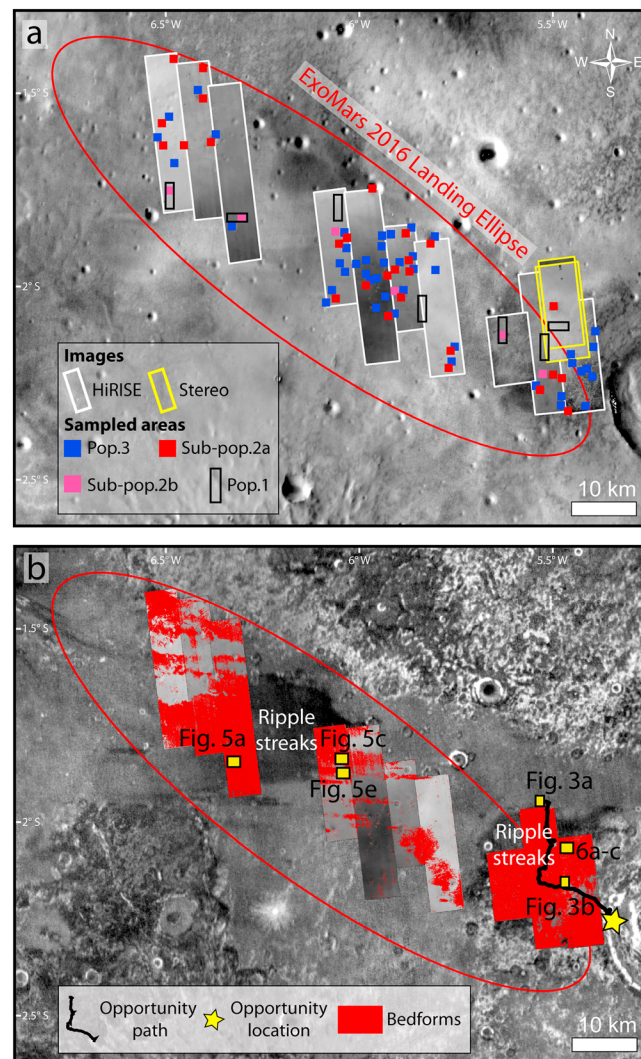 a
6.5°W
6°W
5.5°W
N
W
E
S
1.5°S
ExoMars 2016 Landing Ellipse
2°S
Images
HiRISE
Stereo
Sampled areas
Pop.3
Sub-pop.2a
Sub-pop.2b
Pop.1
2.5°S
10 km
b
6.5°W
6°W
5.5°W
1.5°S
Ripple
streaks
Fig. 5a
Fig. 5c
Fig. 5e
Fig. 3a
2°S
Ripple
streaks
6a-c
Fig. 3b
Opportunity
path
Opportunity
location
Bedforms
10 km